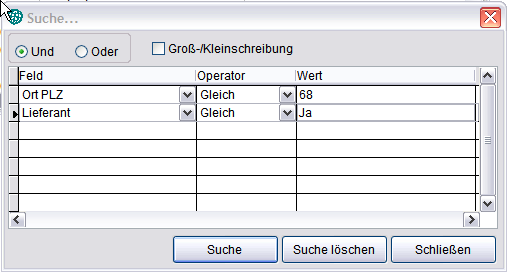 Suche...
Und Oder Groß-/Kleinschreibung
Feld Operator Wert
Ort PLZ Gleich 68
Lieferant Gleich Ja
Suche Suche löschen Schließen